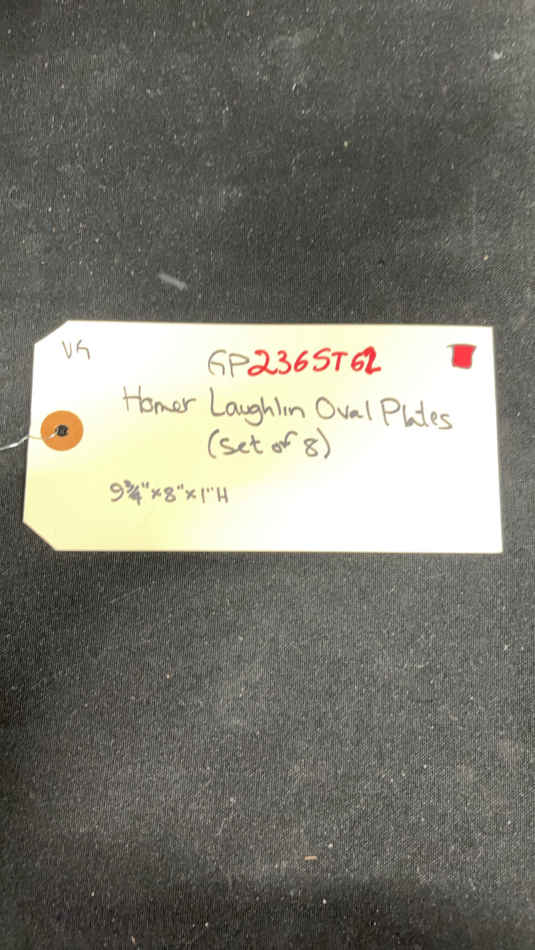 VG
GP236ST62
Homer Laughlin Oval Plates
(Set of 8)
9¾"x8"x1"H